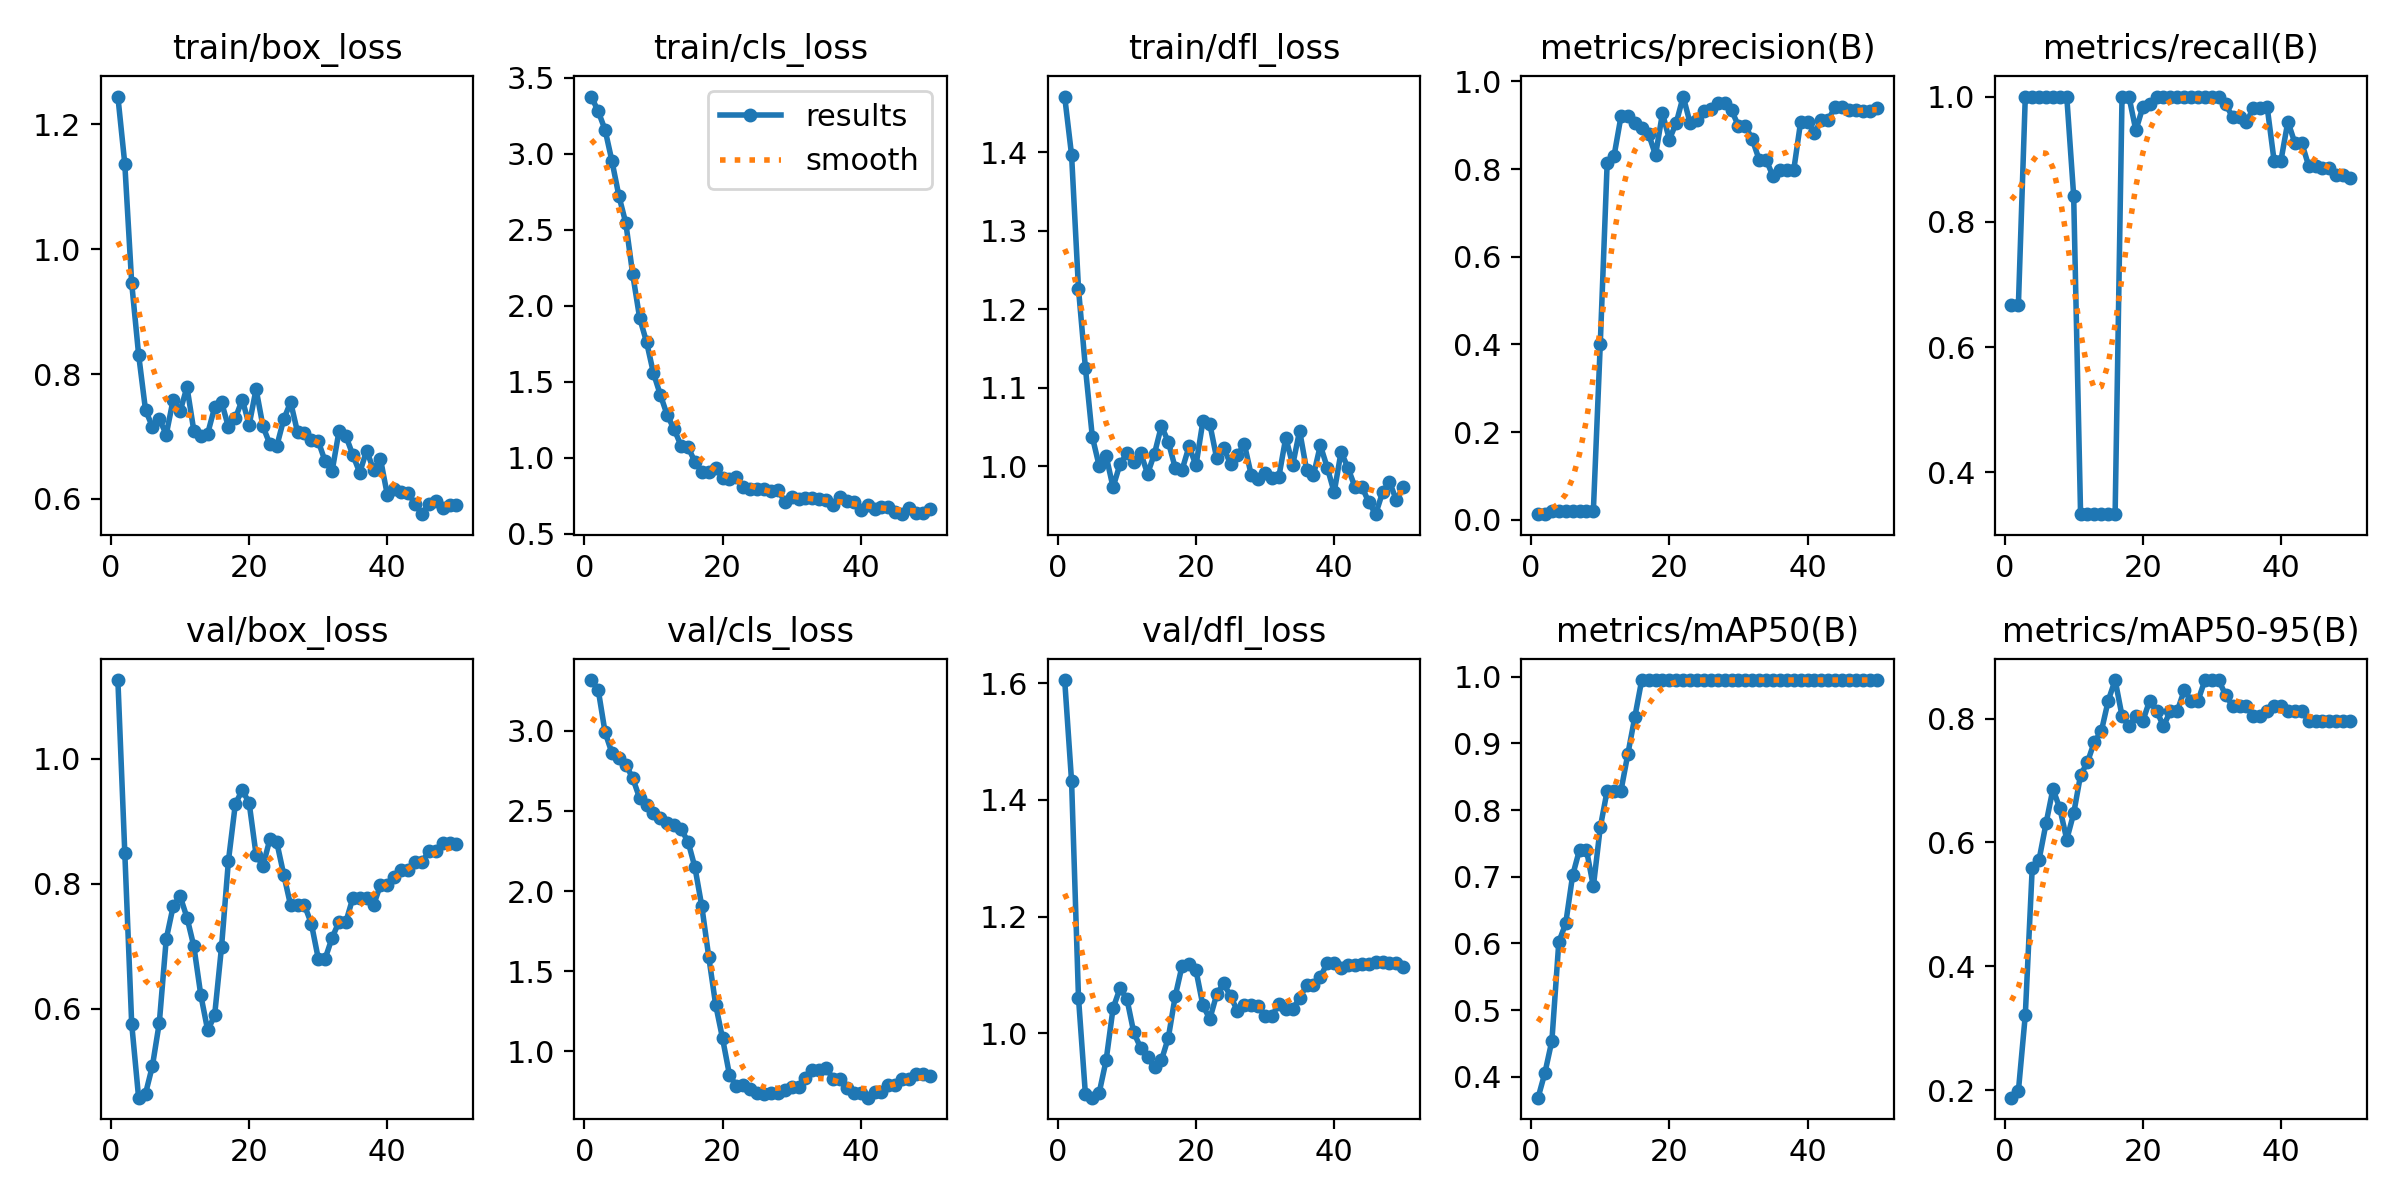 train/box_loss
1.2
1.0
0.8
0.6
0 20 40
train/cls_loss
3.5
3.0
2.5
2.0
1.5
1.0
0.5
results
smooth
0 20 40
train/dfl_loss
1.4
1.3
1.2
1.1
1.0
0 20 40
metrics/precision(B)
1.0
0.8
0.6
0.4
0.2
0.0
0 20 40
metrics/recall(B)
1.0
0.8
0.6
0.4
0 20 40
val/box_loss
1.0
0.8
0.6
0 20 40
val/cls_loss
3.0
2.5
2.0
1.5
1.0
0 20 40
val/dfl_loss
1.6
1.4
1.2
1.0
0 20 40
metrics/mAP50(B)
1.0
0.9
0.8
0.7
0.6
0.5
0.4
0 20 40
metrics/mAP50-95(B)
0.8
0.6
0.4
0.2
0 20 40